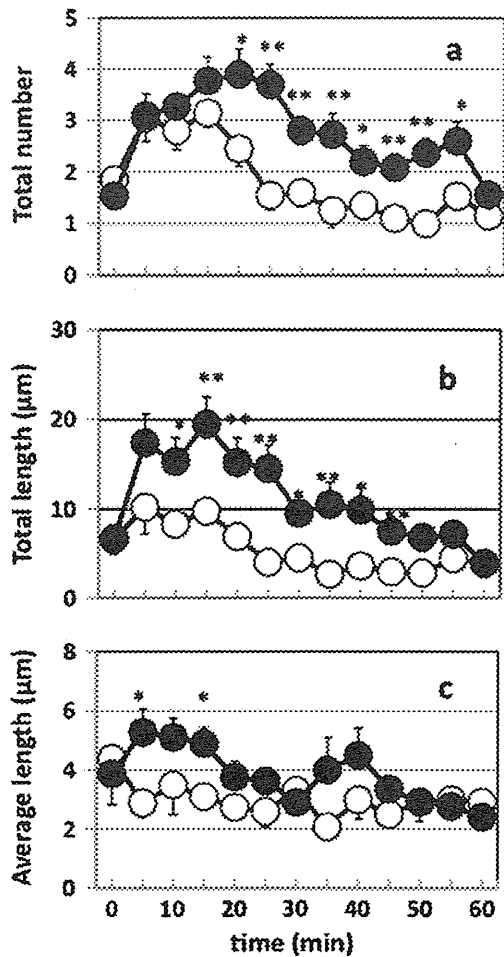 a
Total number
5
4
3
2
1
0
* ** ** ** * ** ** *
b
Total length (μm)
30
20
10
0
* ** ** ** * ** * **
c
Average length (μm)
8
6
4
2
0
* *
0 10 20 30 40 50 60
time (min)